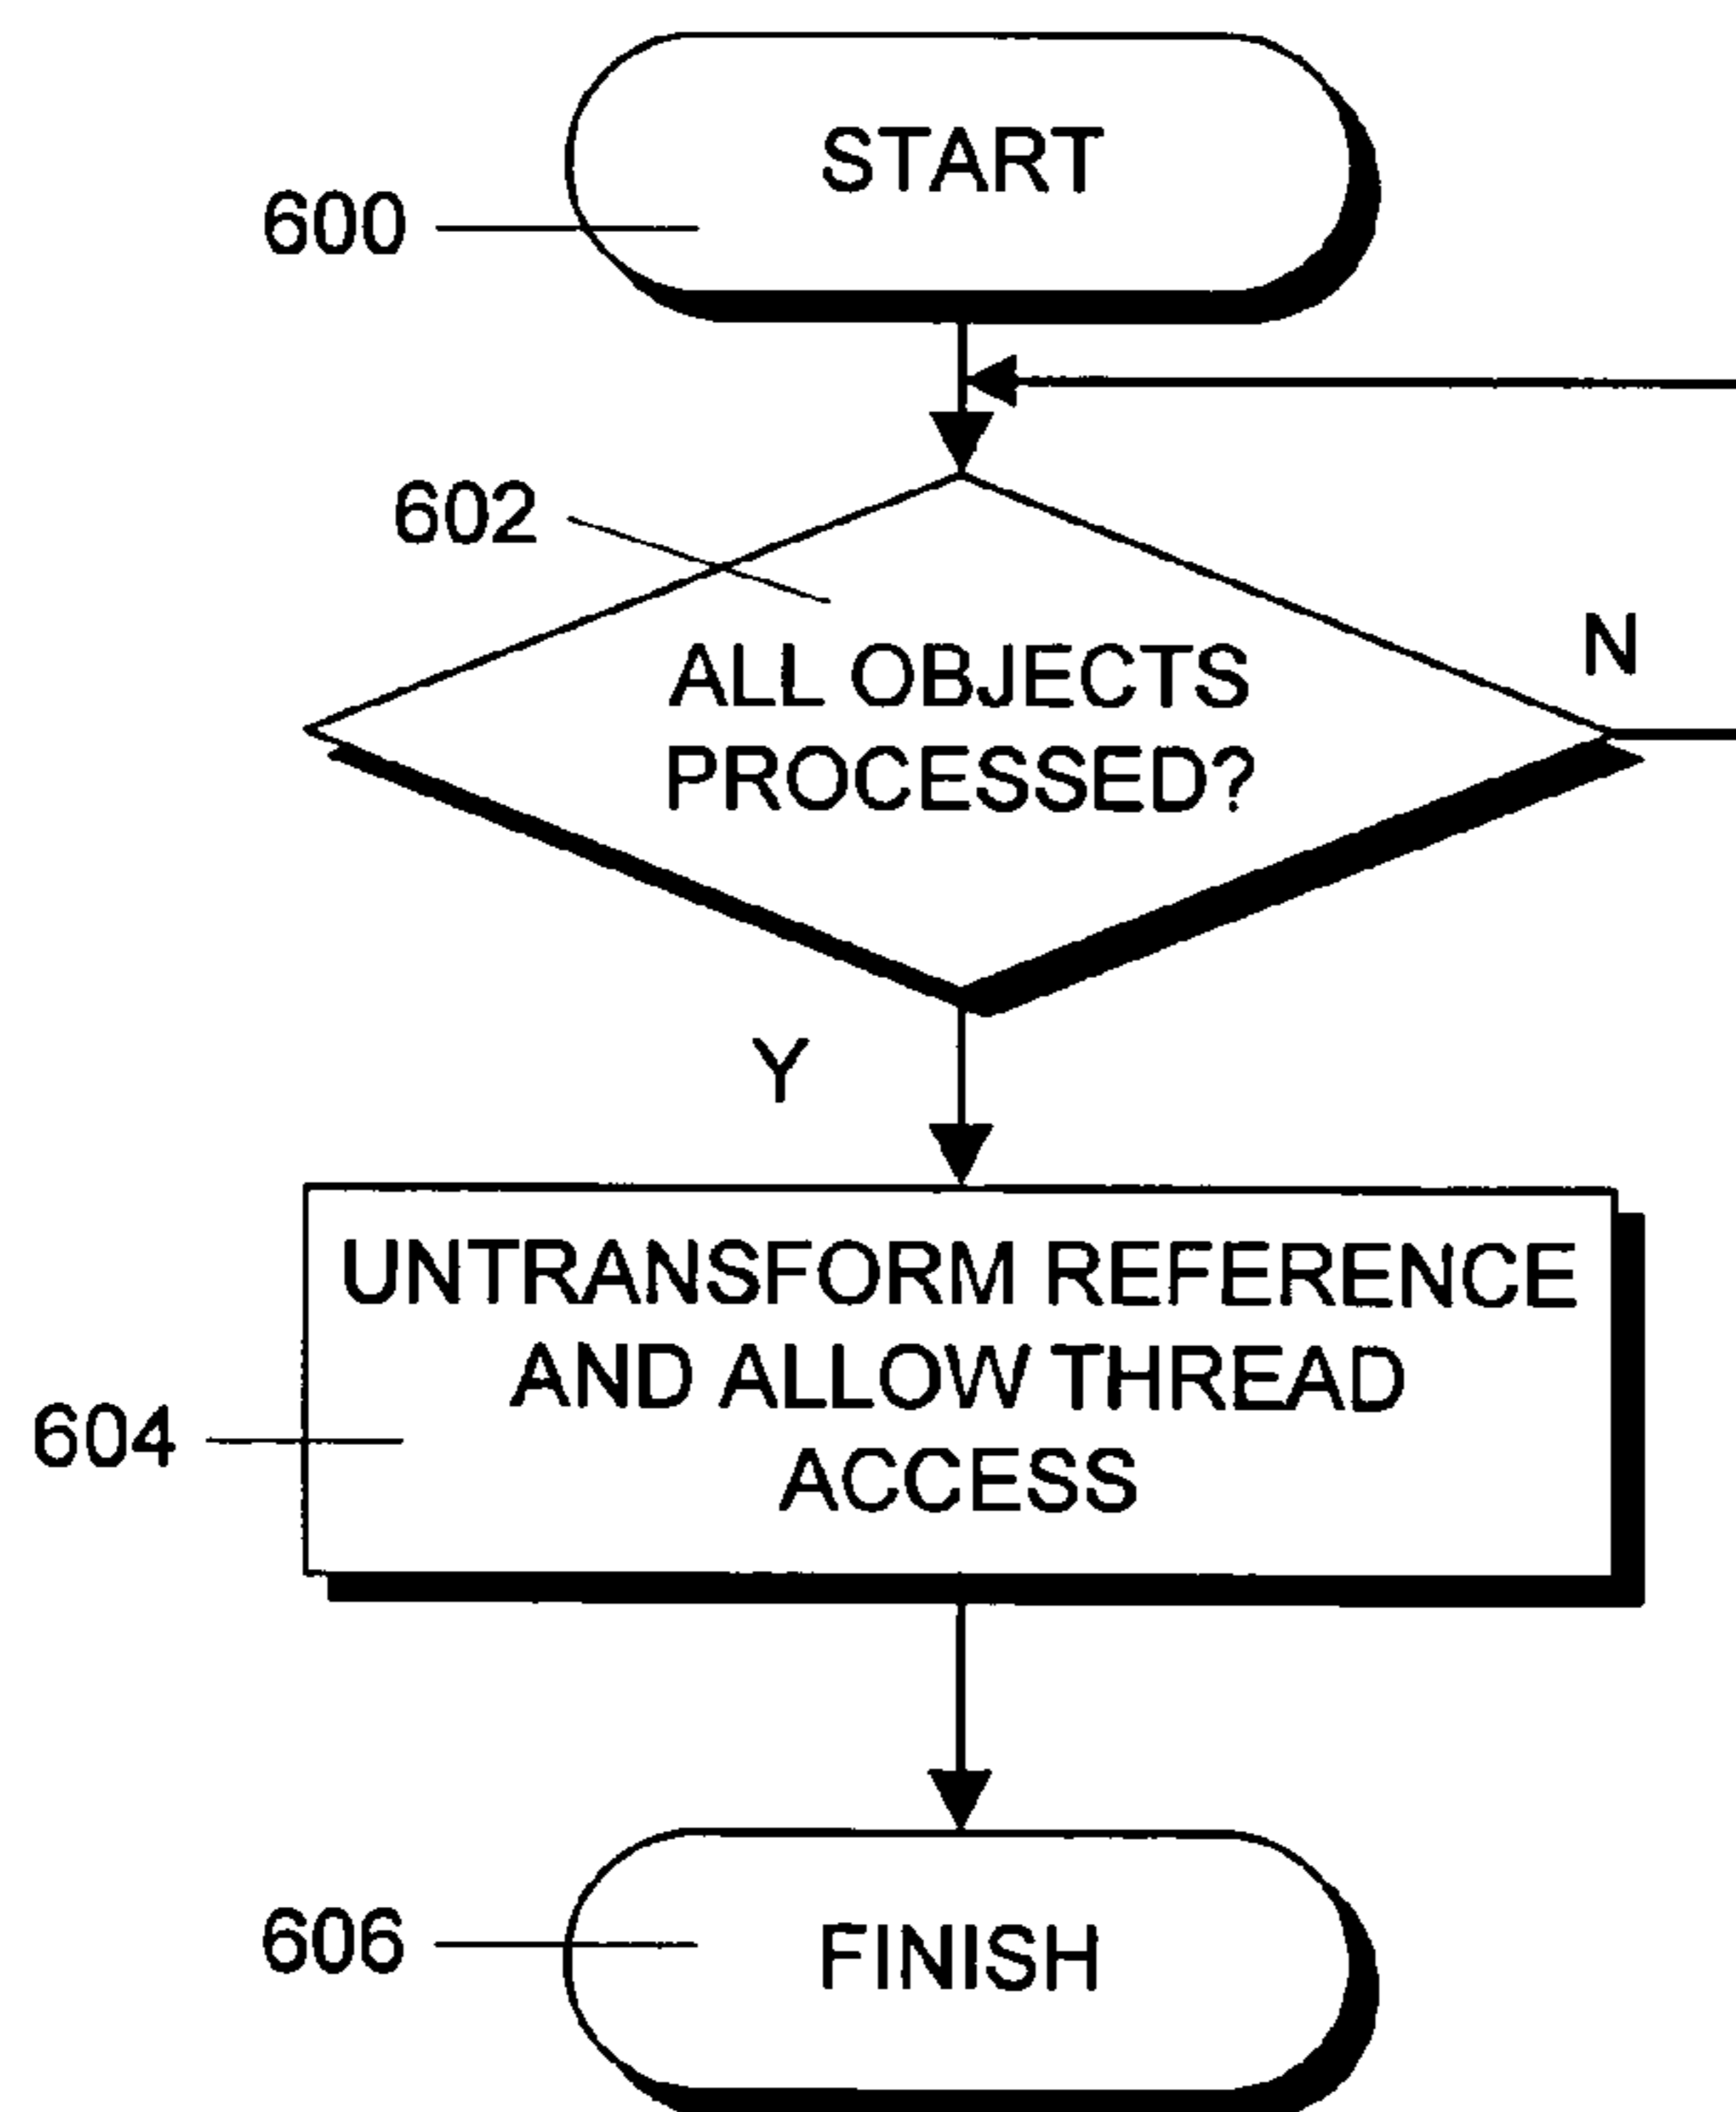 START
600
602
ALL OBJECTS
PROCESSED?
N
Y
UNTRANSFORM REFERENCE
AND ALLOW THREAD
ACCESS
604
606
FINISH